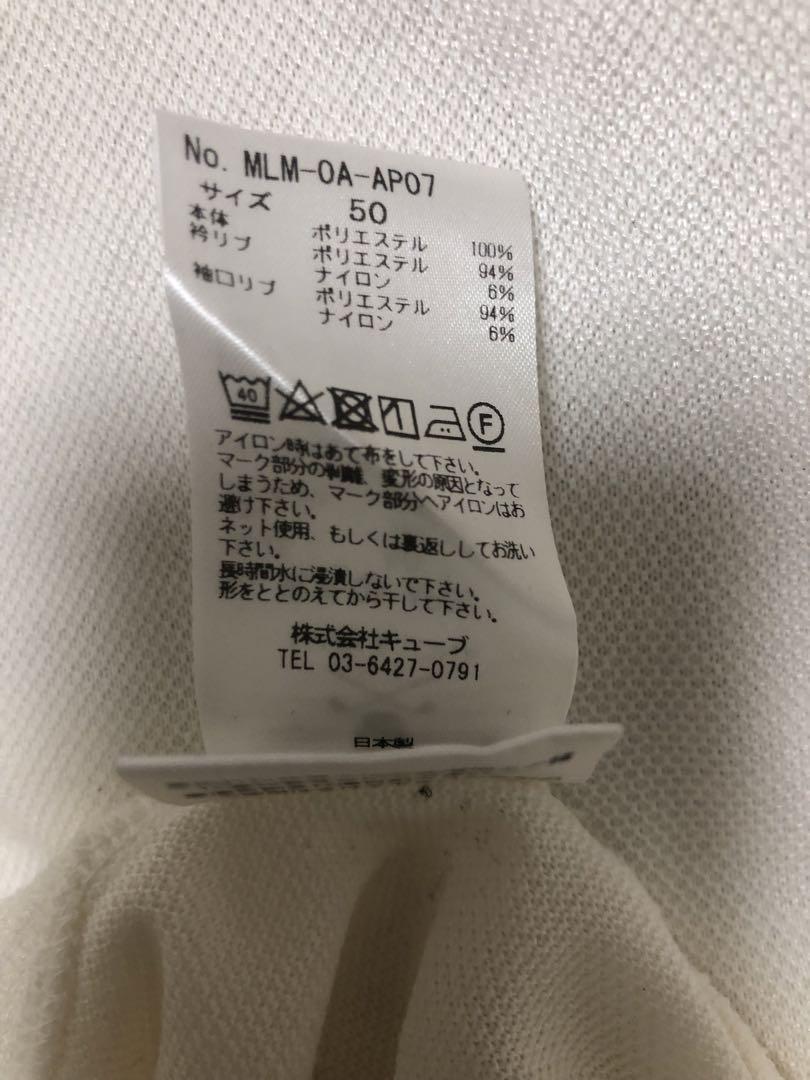 No. MLM-0A-AP07
サイズ 50
本体 ポリエステル 100%
衿リブ ポリエステル 94%
ナイロン 6%
袖口リブ ポリエステル 94%
ナイロン 6%
40 F
アイロン時はあて布をして下さい。
マーク部分の剥離、変形の原因となって
しまうため、マーク部分へアイロンはお
避け下さい。
ネット使用、もしくは裏返ししてお洗い
下さい。
長時間水に浸漬しないで下さい。
形をととのえてから干して下さい。
株式会社キューブ
TEL 03-6427-0791
日本製